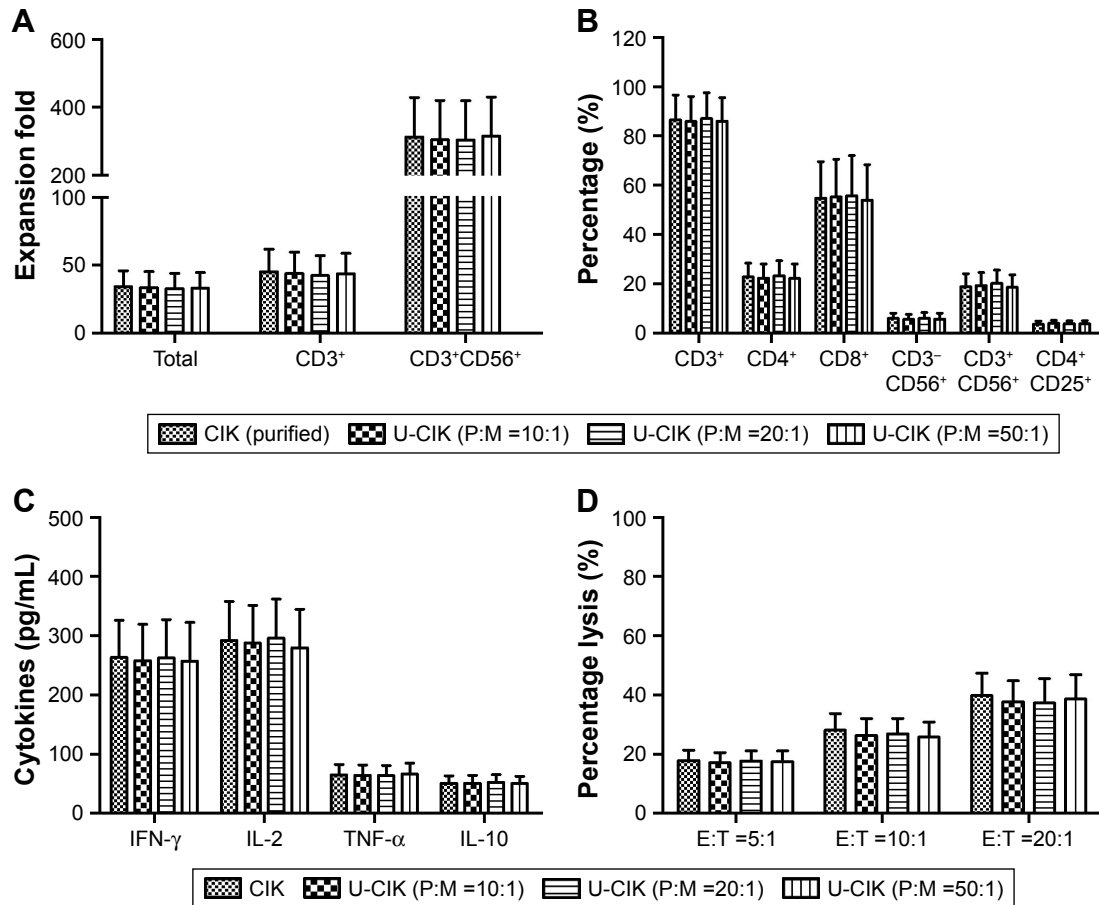 A
Expansion fold
600
400
200
100
50
0
Total
CD3⁺
CD3⁺CD56⁺
B
Percentage (%)
120
100
80
60
40
20
0
CD3⁺
CD4⁺
CD8⁺
CD3⁻
CD56⁺
CD3⁺
CD56⁺
CD4⁺
CD25⁺
CIK (purified) U-CIK (P:M =10:1) U-CIK (P:M =20:1) U-CIK (P:M =50:1)
C
Cytokines (pg/mL)
500
400
300
200
100
0
IFN-γ
IL-2
TNF-α
IL-10
D
Percentage lysis (%)
100
80
60
40
20
0
E:T =5:1
E:T =10:1
E:T =20:1
CIK U-CIK (P:M =10:1) U-CIK (P:M =20:1) U-CIK (P:M =50:1)